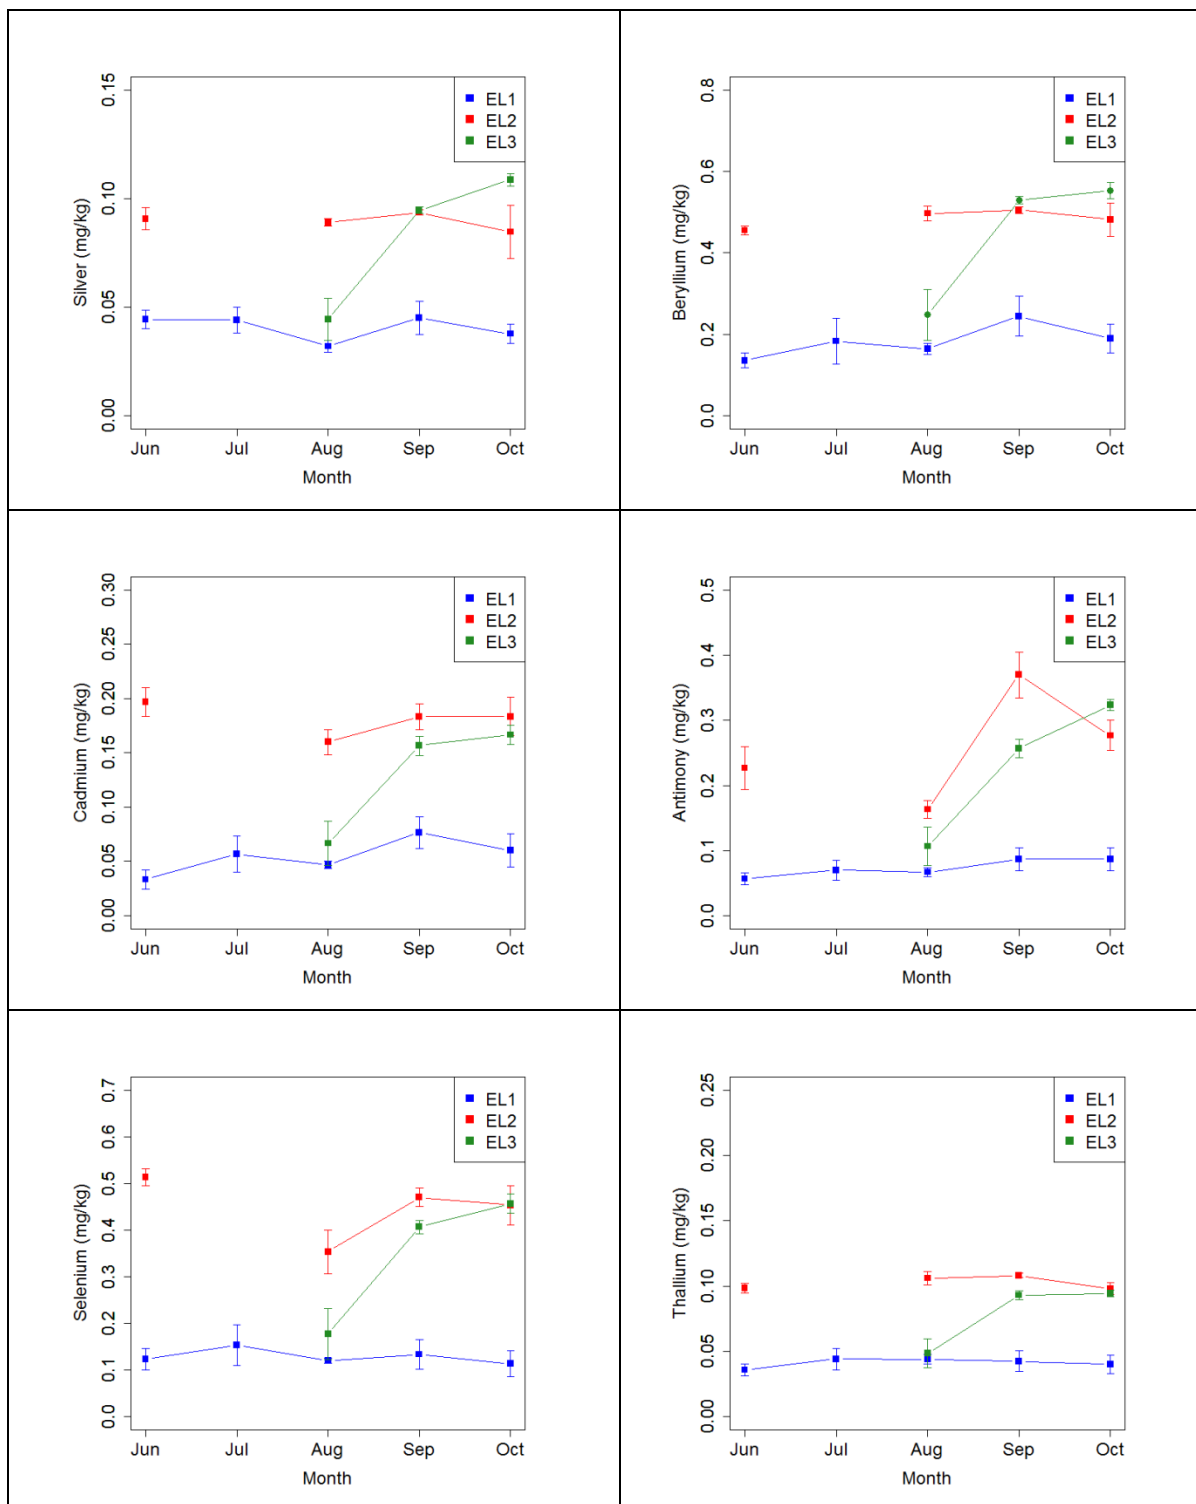 Silver (mg/kg)
0.15
0.10
0.05
0.00
EL1
EL2
EL3
Jun Jul Aug Sep Oct
Month
Beryllium (mg/kg)
0.8
0.6
0.4
0.2
0.0
EL1
EL2
EL3
Jun Jul Aug Sep Oct
Month
Cadmium (mg/kg)
0.30
0.25
0.20
0.15
0.10
0.05
0.00
EL1
EL2
EL3
Jun Jul Aug Sep Oct
Month
Antimony (mg/kg)
0.5
0.4
0.3
0.2
0.1
0.0
EL1
EL2
EL3
Jun Jul Aug Sep Oct
Month
Selenium (mg/kg)
0.7
0.6
0.5
0.4
0.3
0.2
0.1
0.0
EL1
EL2
EL3
Jun Jul Aug Sep Oct
Month
Thallium (mg/kg)
0.25
0.20
0.15
0.10
0.05
0.00
EL1
EL2
EL3
Jun Jul Aug Sep Oct
Month